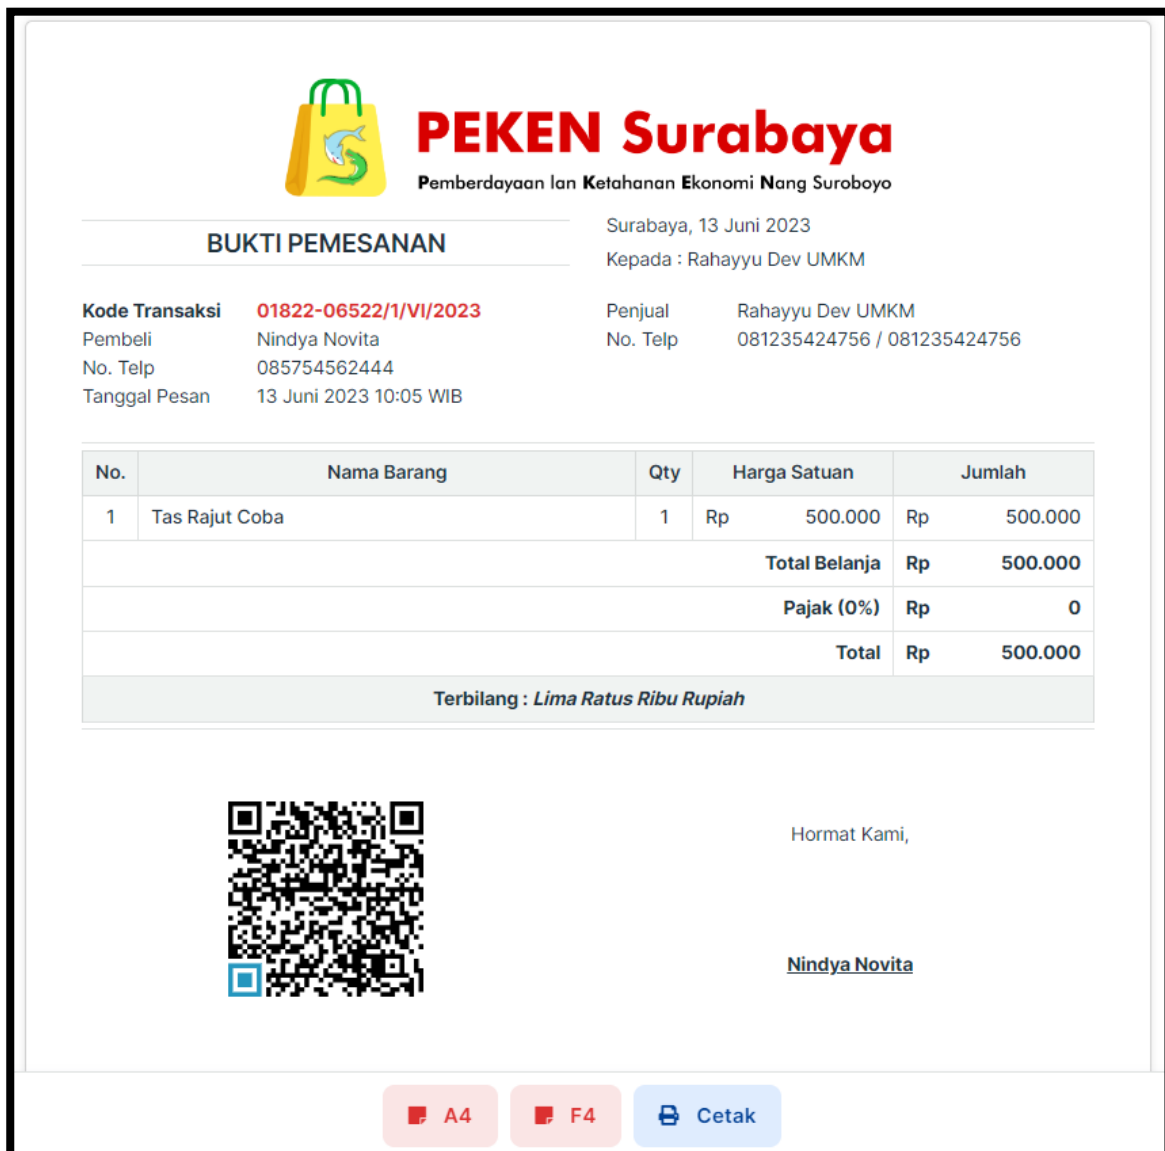 PEKEN Surabaya
Pemberdayaan lan Ketahanan Ekonomi Nang Suroboyo
BUKTI PEMESANAN
Surabaya, 13 Juni 2023
Kepada : Rahayyu Dev UMKM
Kode Transaksi 01822-06522/1/VI/2023
Pembeli Nindya Novita
No. Telp 085754562444
Tanggal Pesan 13 Juni 2023 10:05 WIB
Penjual Rahayyu Dev UMKM
No. Telp 081235424756 / 081235424756
No. Nama Barang Qty Harga Satuan Jumlah
1 Tas Rajut Coba 1 Rp 500.000 Rp 500.000
Total Belanja Rp 500.000
Pajak (0%) Rp 0
Total Rp 500.000
Terbilang : Lima Ratus Ribu Rupiah
Hormat Kami,
Nindya Novita
A4 F4 Cetak